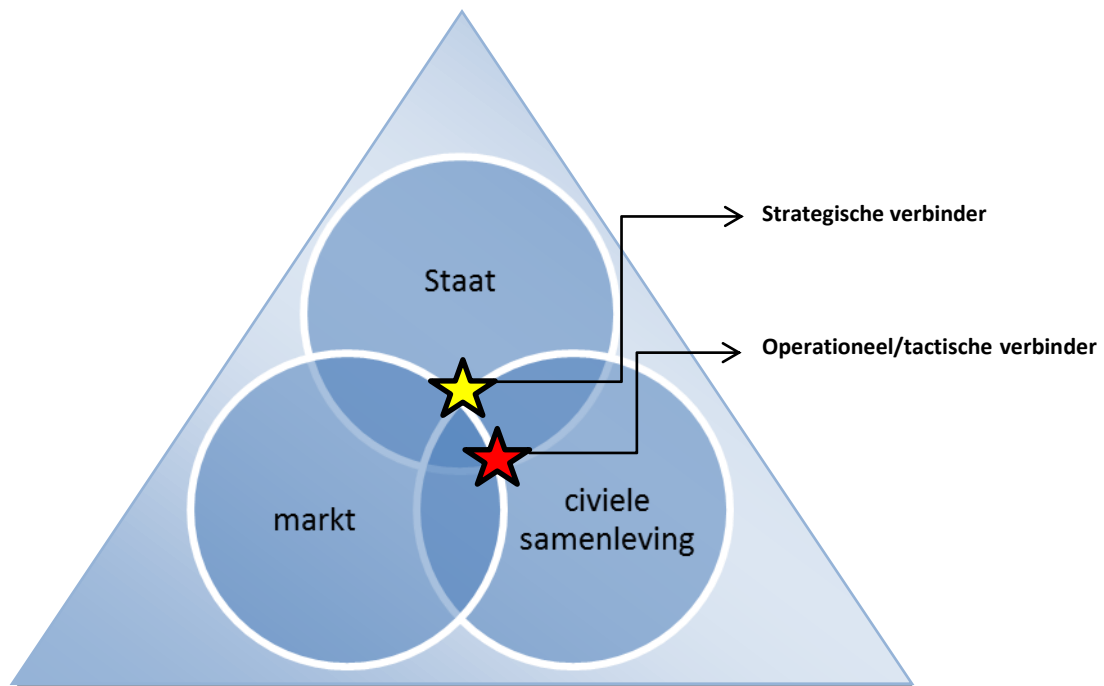 Strategische verbinder
Staat
Operationeel/tactische verbinder
markt
civiele
samenleving